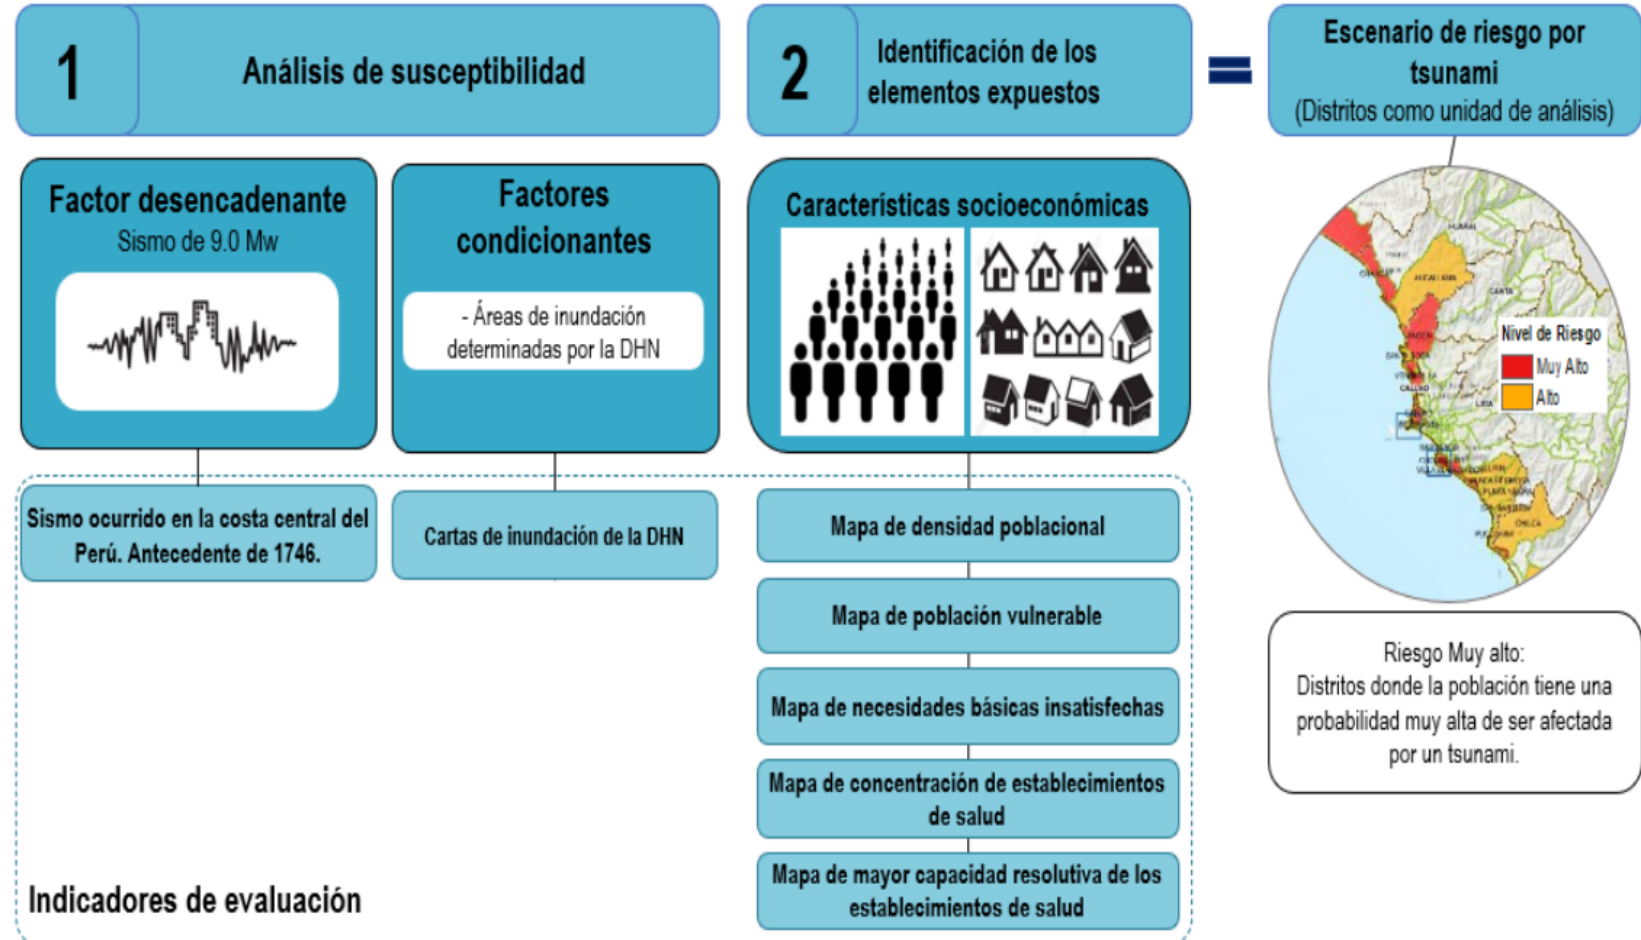 1
Análisis de susceptibilidad
2
Identificación de los
elementos expuestos
=
Escenario de riesgo por
tsunami
(Distritos como unidad de análisis)
Factor desencadenante
Sismo de 9.0 Mw
Factores
condicionantes
- Áreas de inundación
determinadas por la DHN
Características socioeconómicas
Sismo ocurrido en la costa central del
Perú. Antecedente de 1746.
Cartas de inundación de la DHN
Mapa de densidad poblacional
Mapa de población vulnerable
Mapa de necesidades básicas insatisfechas
Mapa de concentración de establecimientos
de salud
Mapa de mayor capacidad resolutiva de los
establecimientos de salud
Indicadores de evaluación
HUARAL
CANTA
Nivel de Riesgo
Muy Alto
Alto
CALLAO
LIMA
CHILCA
Riesgo Muy alto:
Distritos donde la población tiene una
probabilidad muy alta de ser afectada
por un tsunami.